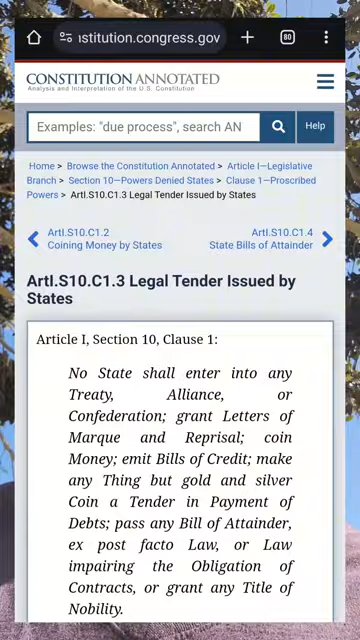 ɪstitution.congress.gov
80
CONSTITUTION ANNOTATED
Analysis and Interpretation of the U.S. Constitution
Examples: "due process", search AN
Help
Home > Browse the Constitution Annotated > Article I—Legislative
Branch > Section 10—Powers Denied States > Clause 1—Proscribed
Powers > ArtI.S10.C1.3 Legal Tender Issued by States
ArtI.S10.C1.2
Coining Money by States
ArtI.S10.C1.4
State Bills of Attainder
ArtI.S10.C1.3 Legal Tender Issued by
States
Article I, Section 10, Clause 1:
No State shall enter into any
Treaty, Alliance, or
Confederation; grant Letters of
Marque and Reprisal; coin
Money; emit Bills of Credit; make
any Thing but gold and silver
Coin a Tender in Payment of
Debts; pass any Bill of Attainder,
ex post facto Law, or Law
impairing the Obligation of
Contracts, or grant any Title of
Nobility.